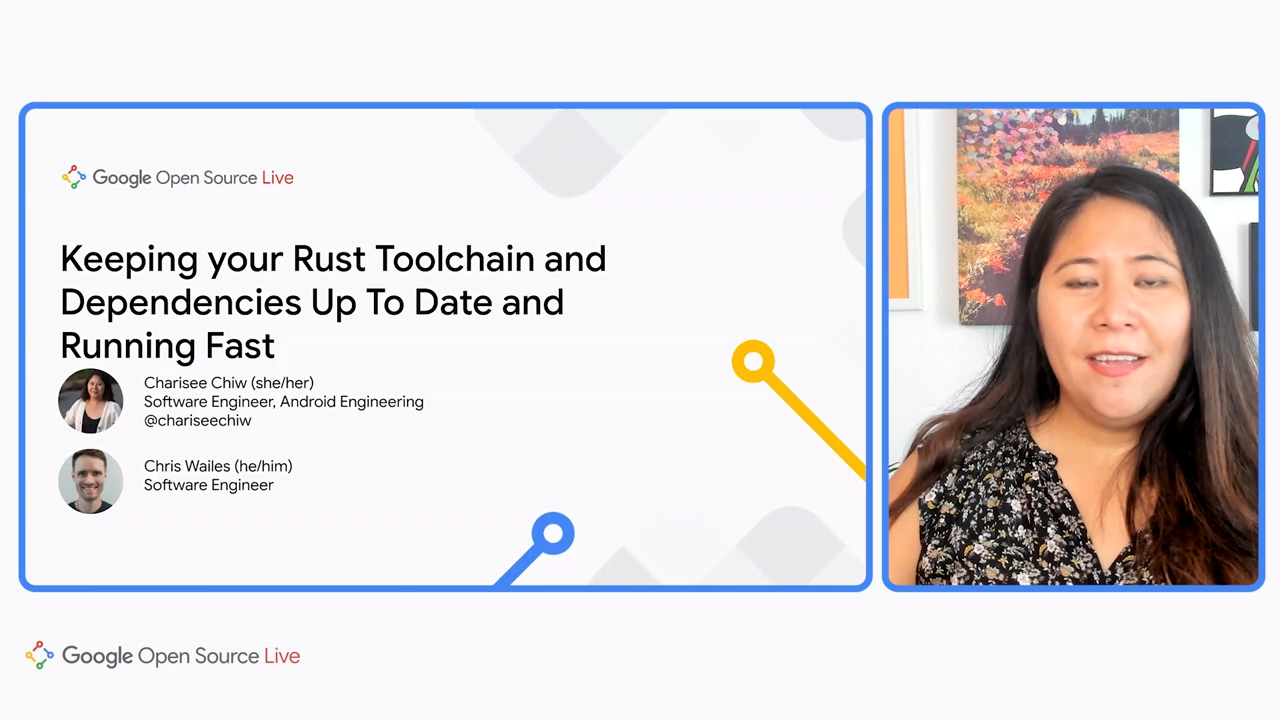 Google Open Source Live
Keeping your Rust Toolchain and
Dependencies Up To Date and
Running Fast
Charisee Chiw (she/her)
Software Engineer, Android Engineering
@chariseechiw
Chris Wailes (he/him)
Software Engineer
Google Open Source Live